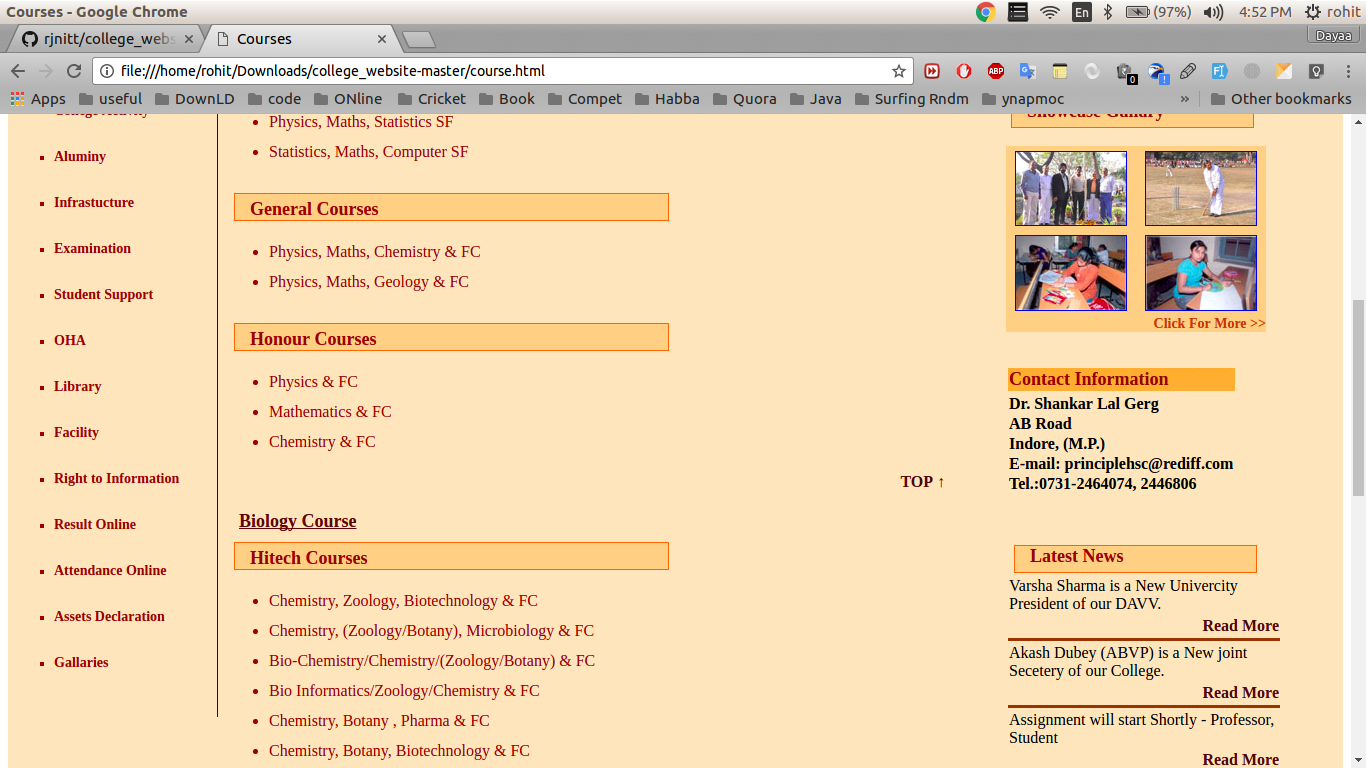 Courses - Google Chrome
En
(97%)
4:52 PM
rohit
rjnitt/college_webs
Courses
Dayaa
file:///home/rohit/Downloads/college_website-master/course.html
ABP
0
Apps
useful
DownLD
code
ONline
Cricket
Book
Compet
Habba
Quora
Java
Surfing Rndm
ynapmoc
»
Other bookmarks
Aluminy
Infrastucture
Examination
Student Support
OHA
Library
Facility
Right to Information
Result Online
Attendance Online
Assets Declaration
Gallaries
Physics, Maths, Statistics SF
Statistics, Maths, Computer SF
General Courses
Physics, Maths, Chemistry & FC
Physics, Maths, Geology & FC
Honour Courses
Physics & FC
Mathematics & FC
Chemistry & FC
TOP ↑
Biology Course
Hitech Courses
Chemistry, Zoology, Biotechnology & FC
Chemistry, (Zoology/Botany), Microbiology & FC
Bio-Chemistry/Chemistry/(Zoology/Botany) & FC
Bio Informatics/Zoology/Chemistry & FC
Chemistry, Botany , Pharma & FC
Chemistry, Botany, Biotechnology & FC
Showcase Gallary
Click For More >>
Contact Information
Dr. Shankar Lal Gerg
AB Road
Indore, (M.P.)
E-mail: principlehsc@rediff.com
Tel.:0731-2464074, 2446806
Latest News
Varsha Sharma is a New Univercity
President of our DAVV.
Read More
Akash Dubey (ABVP) is a New joint
Secetery of our College.
Read More
Assignment will start Shortly - Professor,
Student
Read More